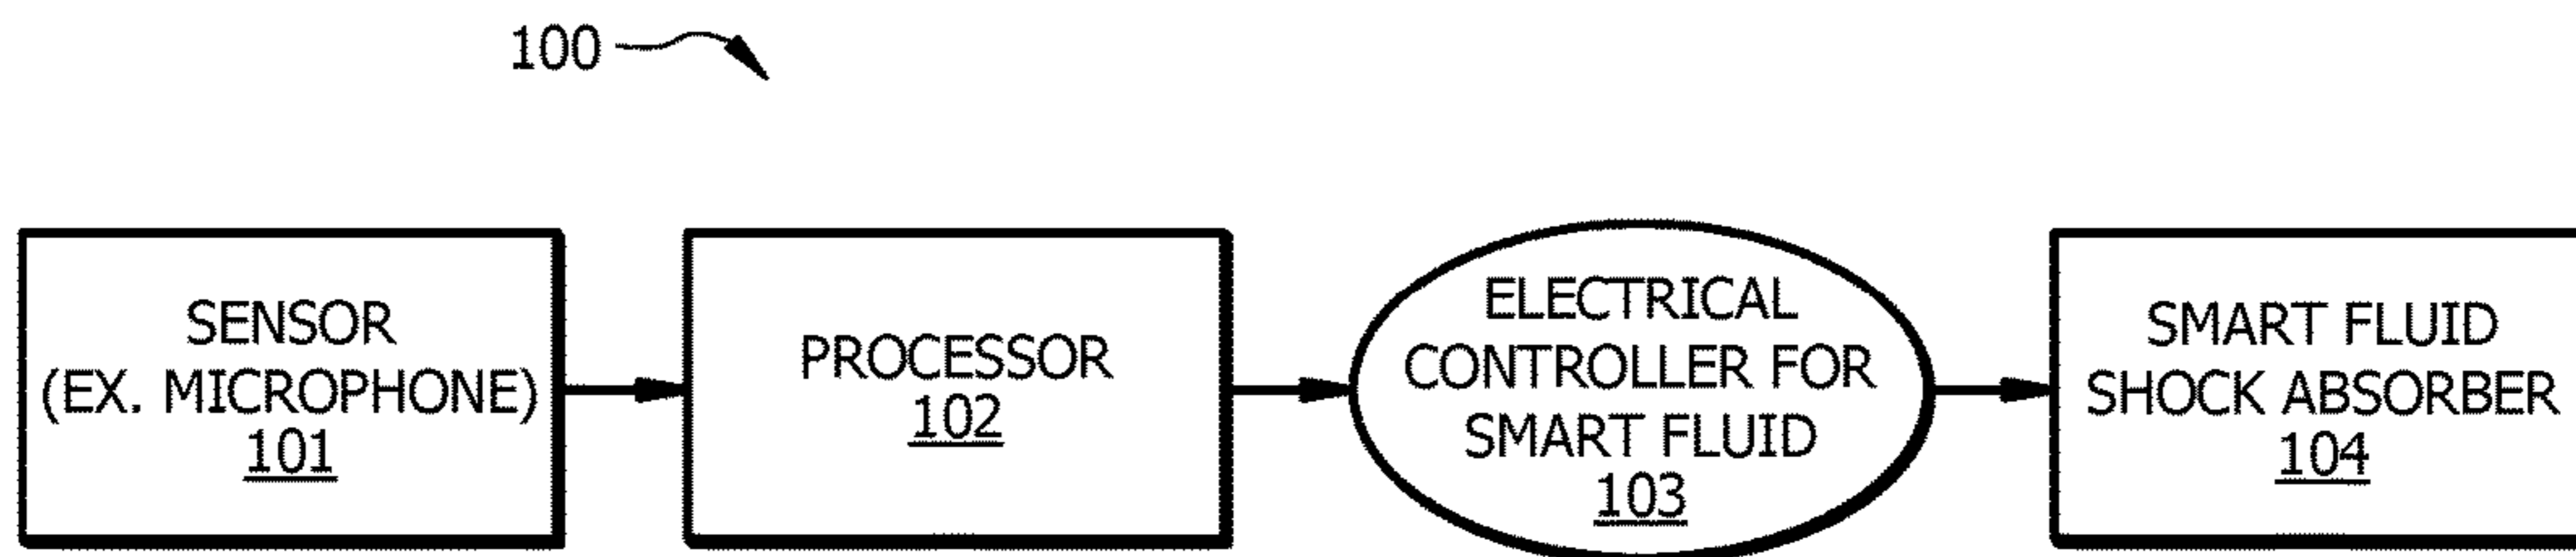 100
SENSOR
(EX. MICROPHONE)
101
PROCESSOR
102
ELECTRICAL
CONTROLLER FOR
SMART FLUID
103
SMART FLUID
SHOCK ABSORBER
104